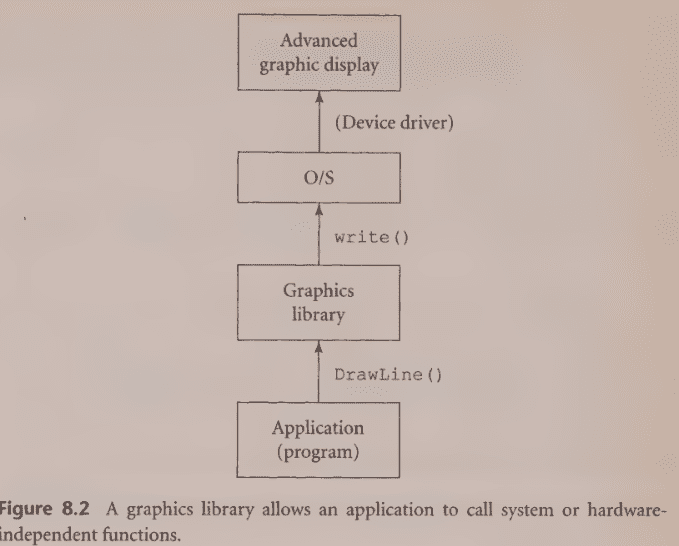 Advanced
graphic display
(Device driver)
O/S
write()
Graphics
library
DrawLine()
Application
(program)
Figure 8.2 A graphics library allows an application to call system or hardware-
independent functions.